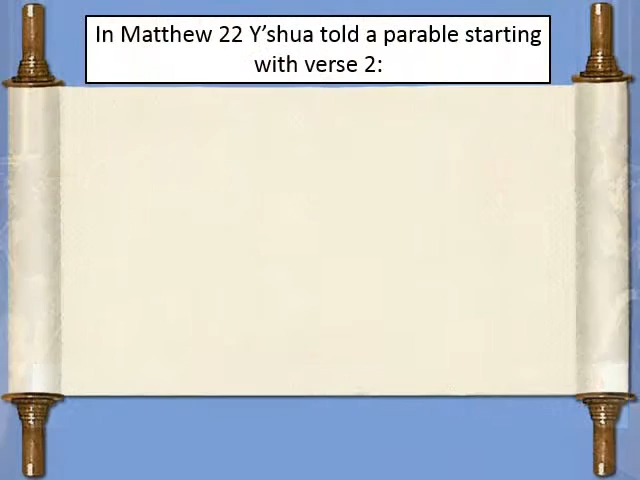 In Matthew 22 Y’shua told a parable starting
with verse 2: